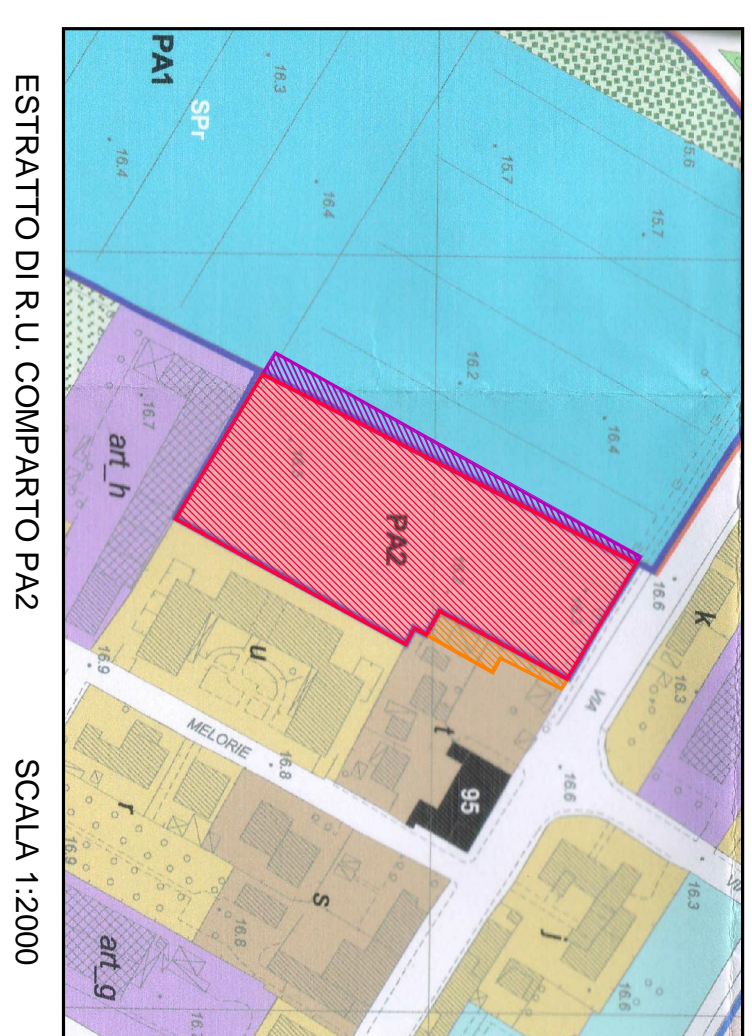 ESTRATTO DI R.U. COMPARTO PA2
SCALA 1:2000
PA1
SPr
16.3
16.4
16.4
15.7
15.7
16.2
16.4
PA2
16.7
art_h
u
t
95
k
16.6
16.3
VIA
16.6
16.9
MELORIE
16.8
r
s
j
16.3
16.6
16.8
16.9
art_g